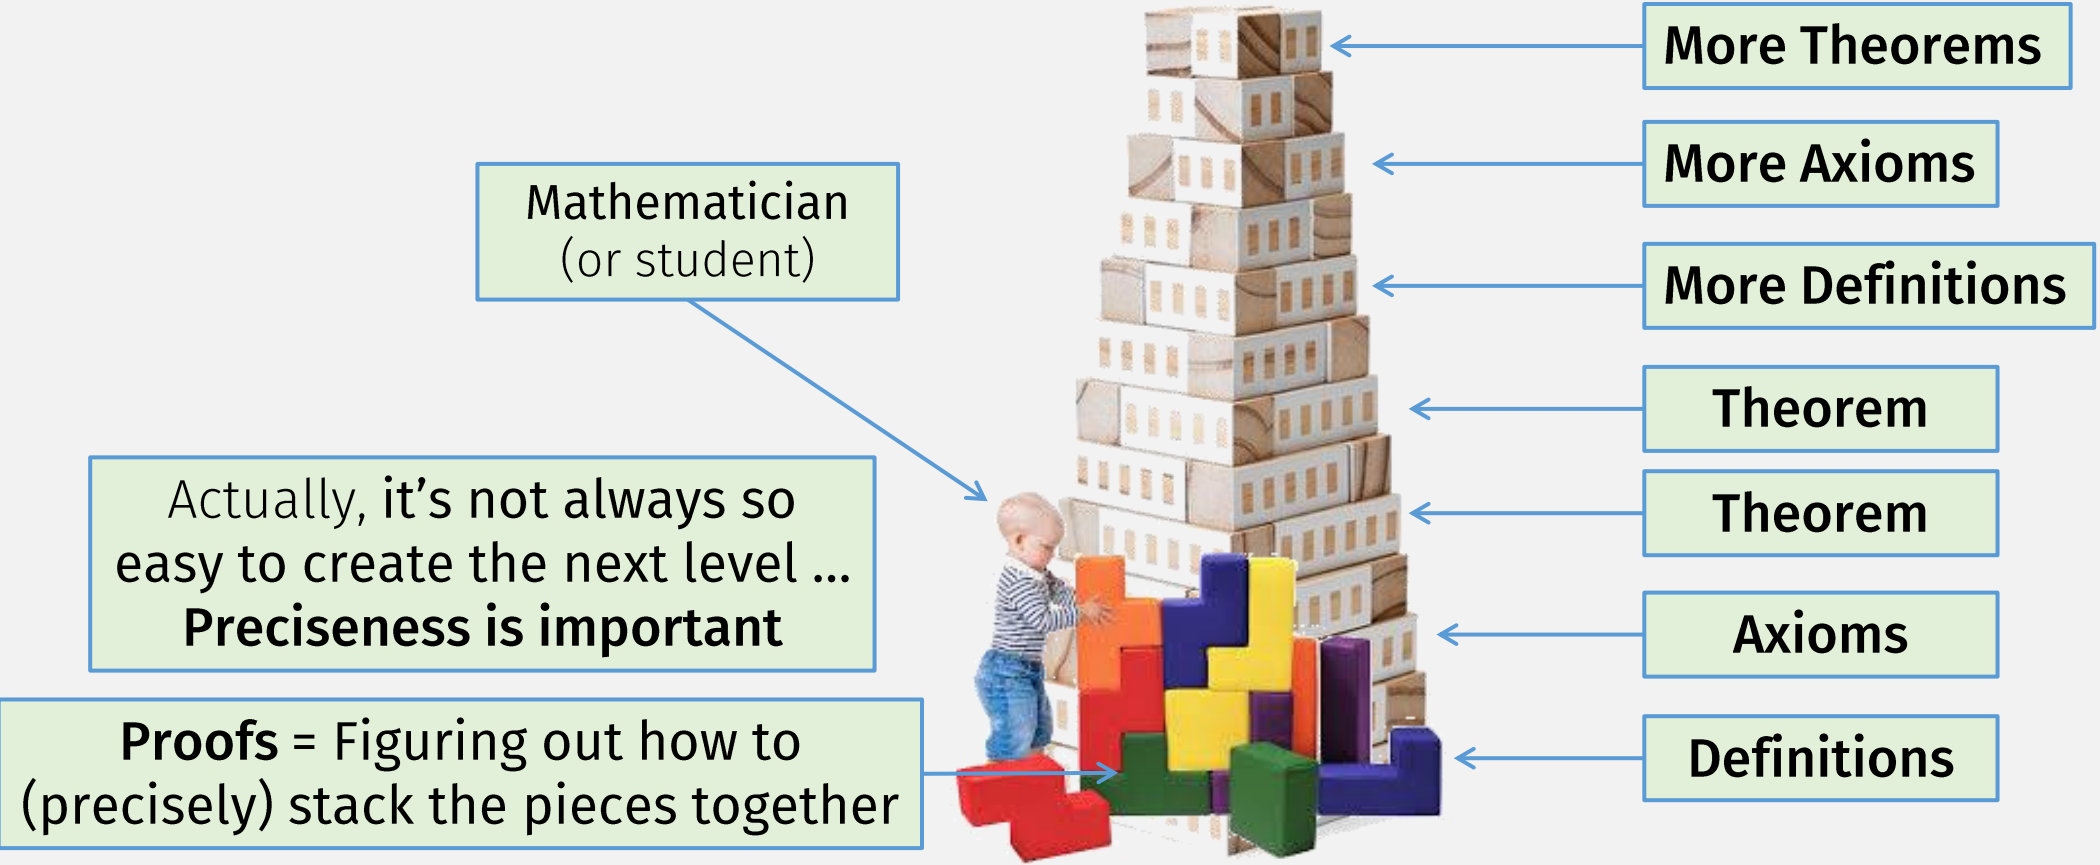 More Theorems
More Axioms
Mathematician
(or student)
More Definitions
Theorem
Actually, it’s not always so
easy to create the next level ...
Preciseness is important
Theorem
Axioms
Proofs = Figuring out how to
(precisely) stack the pieces together
Definitions